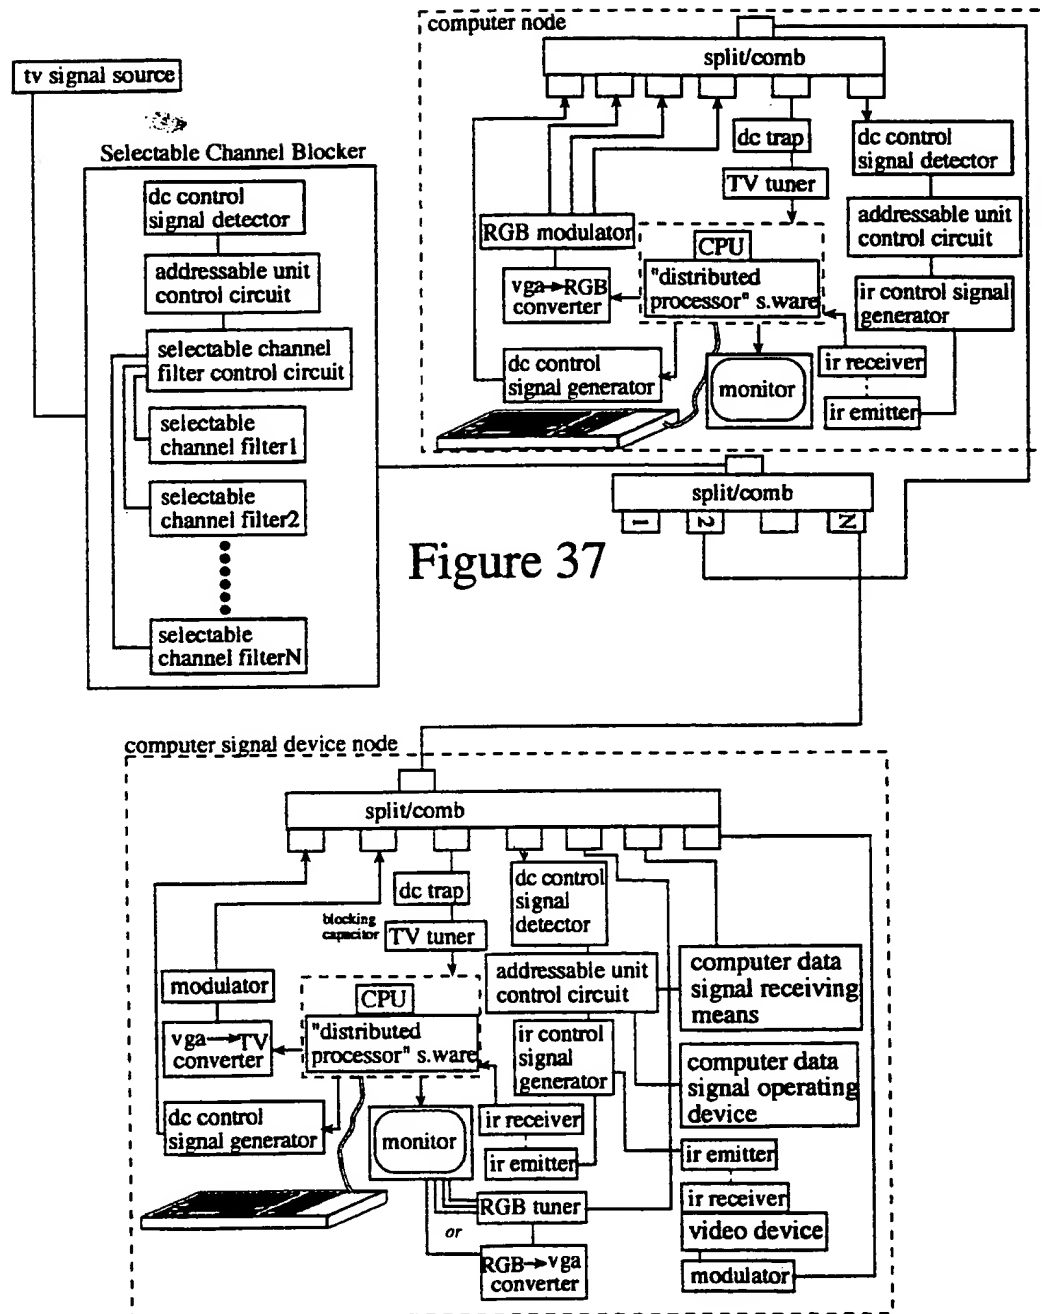 computer node
split/comb
tv signal source
Selectable Channel Blocker
dc control
signal detector
addressable unit
control circuit
selectable channel
filter control circuit
selectable
channel filter1
selectable
channel filter2
selectable
channel filterN
dc trap
TV tuner
dc control
signal detector
addressable unit
control circuit
ir control signal
generator
RGB modulator
CPU
"distributed
processor" s.ware
vga→RGB
converter
dc control
signal generator
monitor
ir receiver
ir emitter
split/comb
1
2
N
Figure 37
computer signal device node
split/comb
dc trap
blocking
capacitor
TV tuner
dc control
signal
detector
modulator
CPU
addressable unit
control circuit
computer data
signal receiving
means
vga→TV
converter
"distributed
processor" s.ware
ir control
signal
generator
computer data
signal operating
device
dc control
signal generator
monitor
ir receiver
ir emitter
ir emitter
ir receiver
video device
modulator
RGB tuner
or
RGB→vga
converter